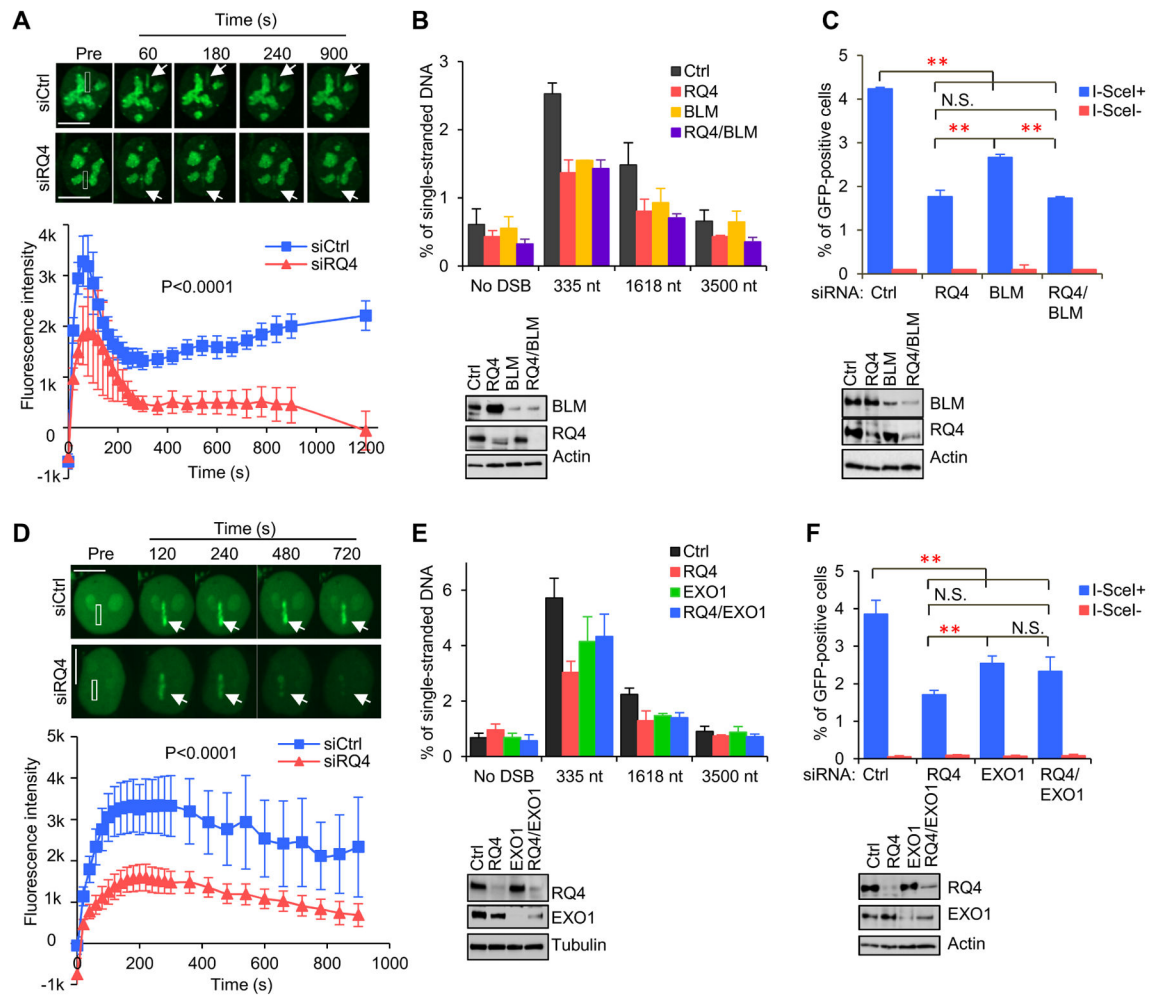 A
Time (s)
Pre 60 180 240 900
siCtrl
siRQ4
Fluorescence intensity
4k
3k
2k
1k
0
-1k
siCtrl
siRQ4
P<0.0001
0 200 400 600 800 1000 1200
Time (s)
B
% of single-stranded DNA
3
2
1
0
Ctrl
RQ4
BLM
RQ4/BLM
No DSB 335 nt 1618 nt 3500 nt
Ctrl RQ4 BLM RQ4/BLM
BLM
RQ4
Actin
C
% of GFP-positive cells
5
4
3
2
1
0
**
N.S.
** **
I-SceI+
I-SceI-
siRNA: Ctrl RQ4 BLM RQ4/
BLM
Ctrl RQ4 BLM RQ4/BLM
BLM
RQ4
Actin
D
Time (s)
Pre 120 240 480 720
siCtrl
siRQ4
Fluorescence intensity
5k
4k
3k
2k
1k
0
-1k
P<0.0001
siCtrl
siRQ4
0 200 400 600 800 1000
Time (s)
E
% of single-stranded DNA
6
4
2
0
Ctrl
RQ4
EXO1
RQ4/EXO1
No DSB 335 nt 1618 nt 3500 nt
Ctrl RQ4 EXO1 RQ4/EXO1
RQ4
EXO1
Tubulin
F
% of GFP-positive cells
5
4
3
2
1
0
**
N.S.
** N.S.
I-SceI+
I-SceI-
siRNA: Ctrl RQ4 EXO1 RQ4/
EXO1
Ctrl RQ4 EXO1 RQ4/EXO1
RQ4
EXO1
Actin